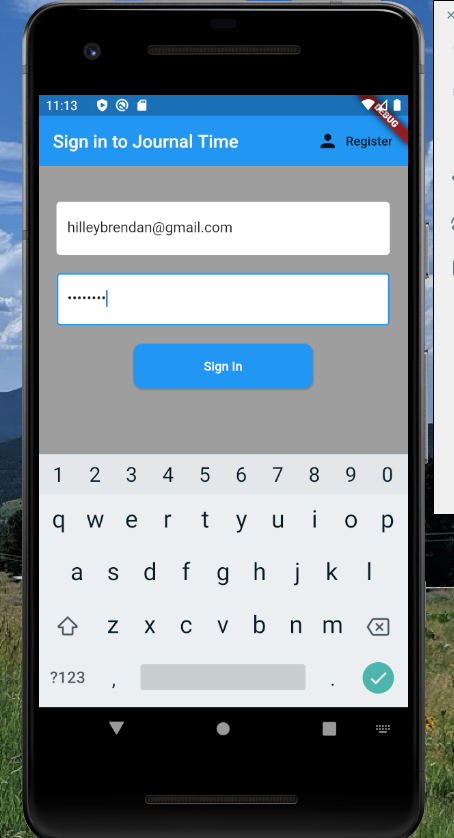 11:13
DEBUG
Sign in to Journal Time Register
hilleybrendan@gmail.com
••••••••
Sign In
1 2 3 4 5 6 7 8 9 0
q w e r t y u i o p
a s d f g h j k l
z x c v b n m
?123 , .